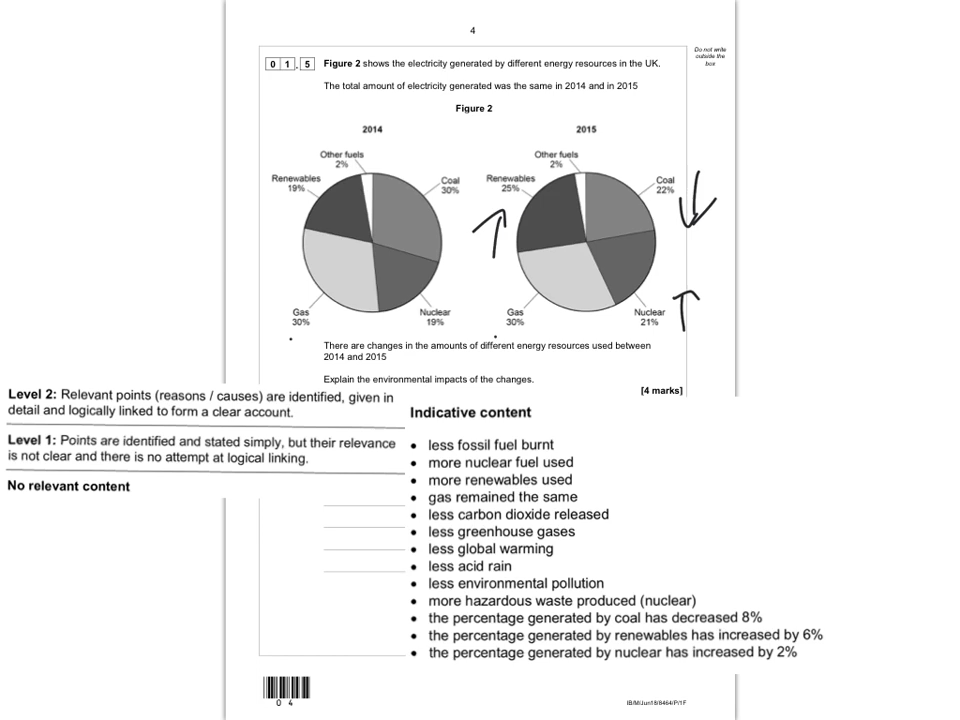 4
Do not write
outside the
box
0 1 . 5 Figure 2 shows the electricity generated by different energy resources in the UK.
The total amount of electricity generated was the same in 2014 and in 2015
Figure 2
2014
Other fuels
2%
Renewables
19%
Coal
30%
Gas
30%
Nuclear
19%
2015
Other fuels
2%
Renewables
25%
Coal
22%
Gas
30%
Nuclear
21%
There are changes in the amounts of different energy resources used between
2014 and 2015
Explain the environmental impacts of the changes.
[4 marks]
Level 2: Relevant points (reasons / causes) are identified, given in
detail and logically linked to form a clear account.
Level 1: Points are identified and stated simply, but their relevance
is not clear and there is no attempt at logical linking.
No relevant content
Indicative content
• less fossil fuel burnt
• more nuclear fuel used
• more renewables used
• gas remained the same
• less carbon dioxide released
• less greenhouse gases
• less global warming
• less acid rain
• less environmental pollution
• more hazardous waste produced (nuclear)
• the percentage generated by coal has decreased 8%
• the percentage generated by renewables has increased by 6%
• the percentage generated by nuclear has increased by 2%
0 4
IB/M/Jun18/8464/P/1F